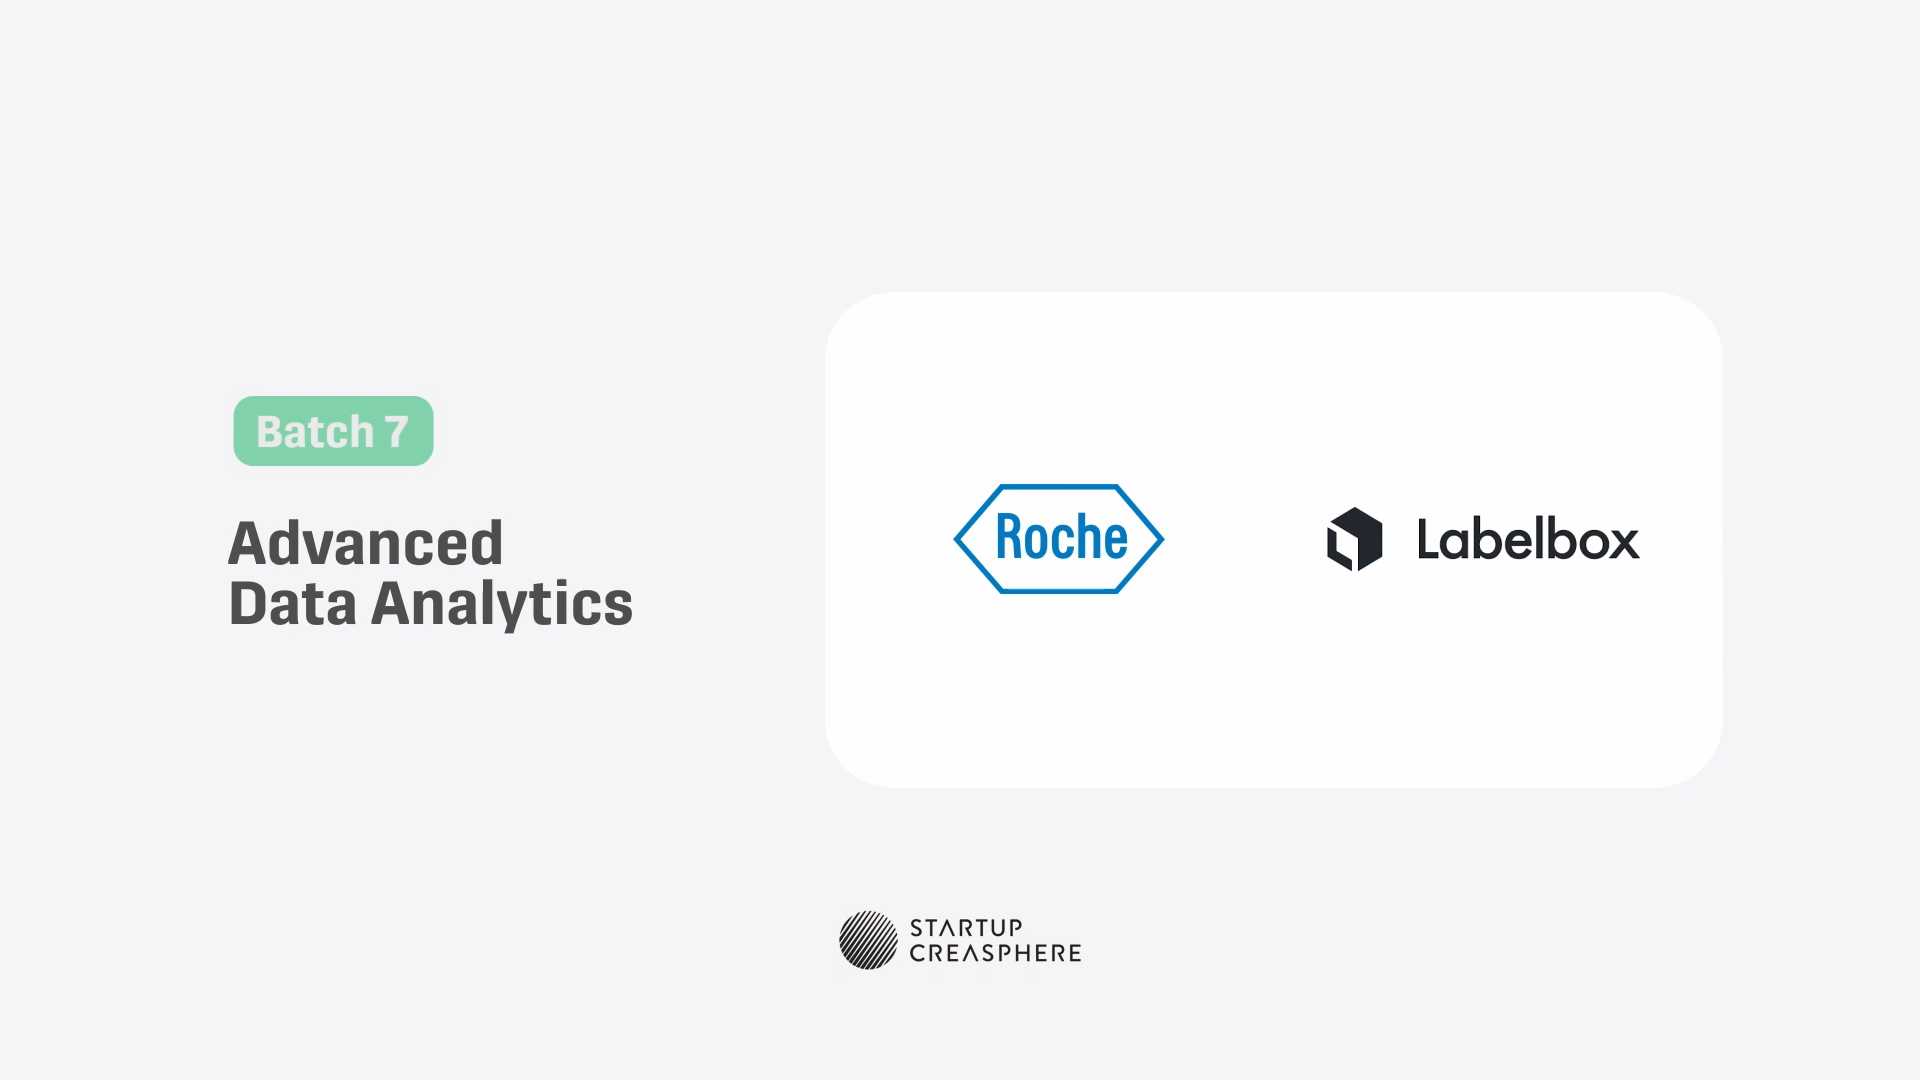 Batch 7
Advanced
Data Analytics
Roche
Labelbox
STARTUP
CREASPHERE